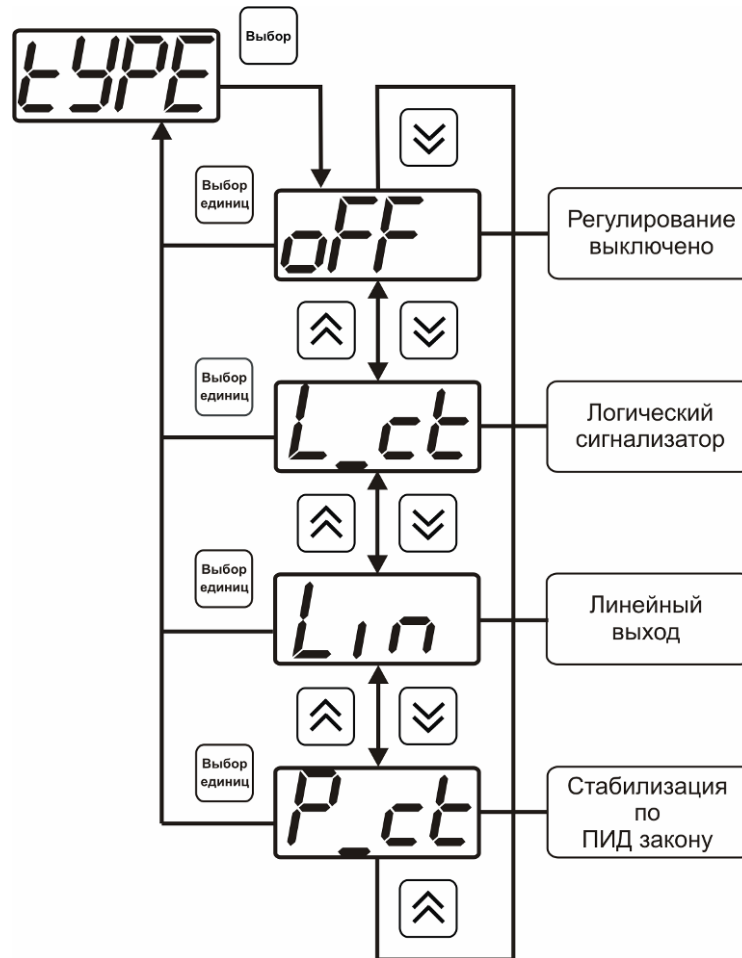 tYPE
Выбор
Выбор
единиц
oFF
Регулирование
выключено
Выбор
единиц
L_ct
Логический
сигнализатор
Выбор
единиц
Lin
Линейный
выход
Выбор
единиц
P_ct
Стабилизация
по
ПИД закону